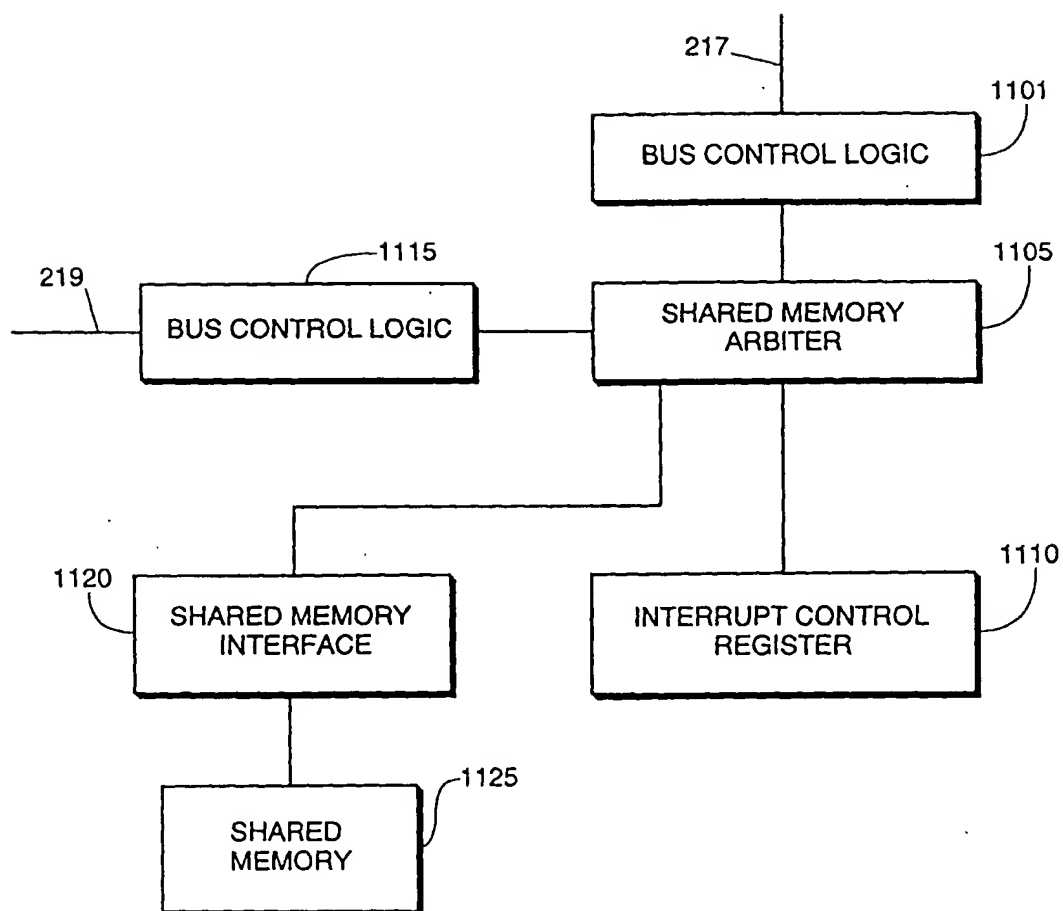 217
1101
BUS CONTROL LOGIC
1115
1105
219
BUS CONTROL LOGIC
SHARED MEMORY
ARBITER
1120
1110
SHARED MEMORY
INTERFACE
INTERRUPT CONTROL
REGISTER
1125
SHARED
MEMORY